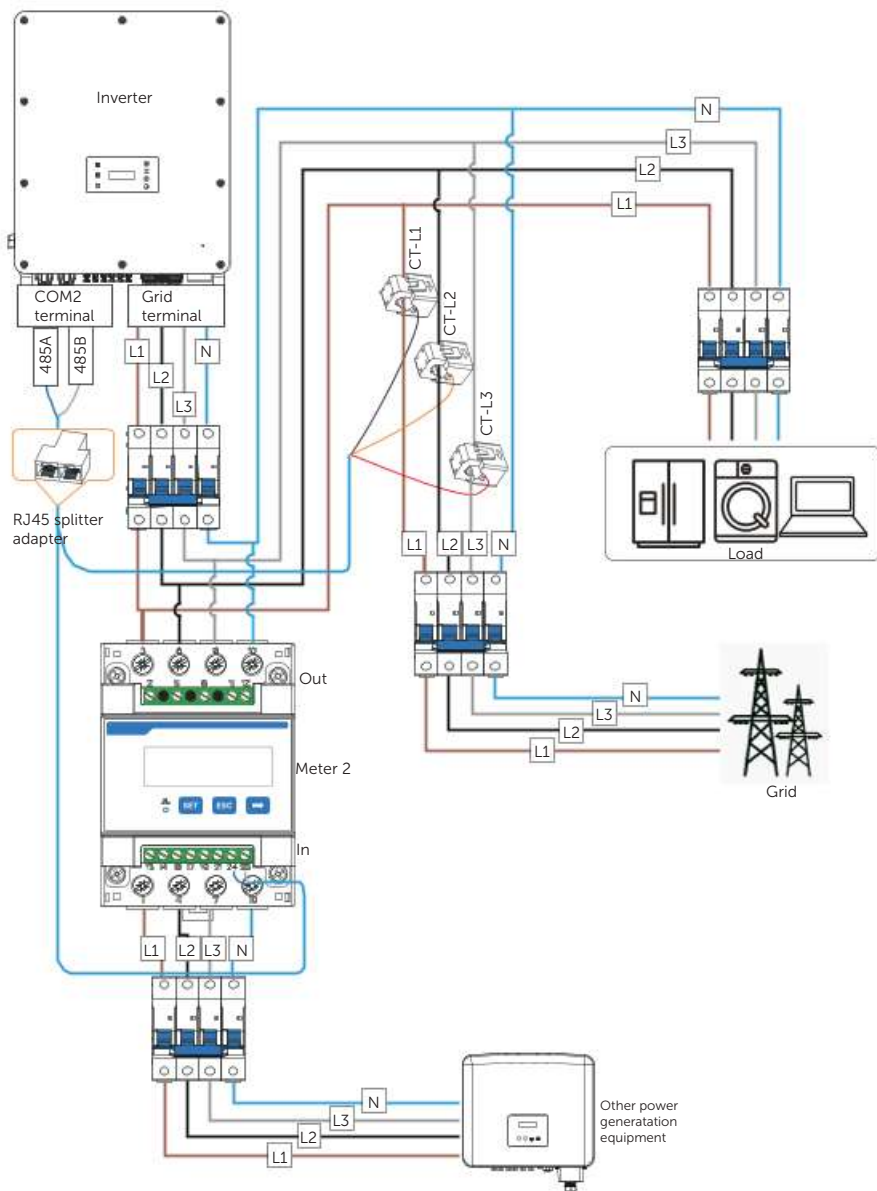 Inverter
N
L3
L2
L1
CT-L1
CT-L2
CT-L3
COM2
terminal
Grid
terminal
485A
485B
L1
L2
L3
N
RJ45 splitter
adapter
L1
L2
L3
N
Load
Out
N
L3
L2
L1
Grid
Meter 2
SET
ESC
In
L1
L2
L3
N
N
L3
L2
L1
Other power
generatation
equipment